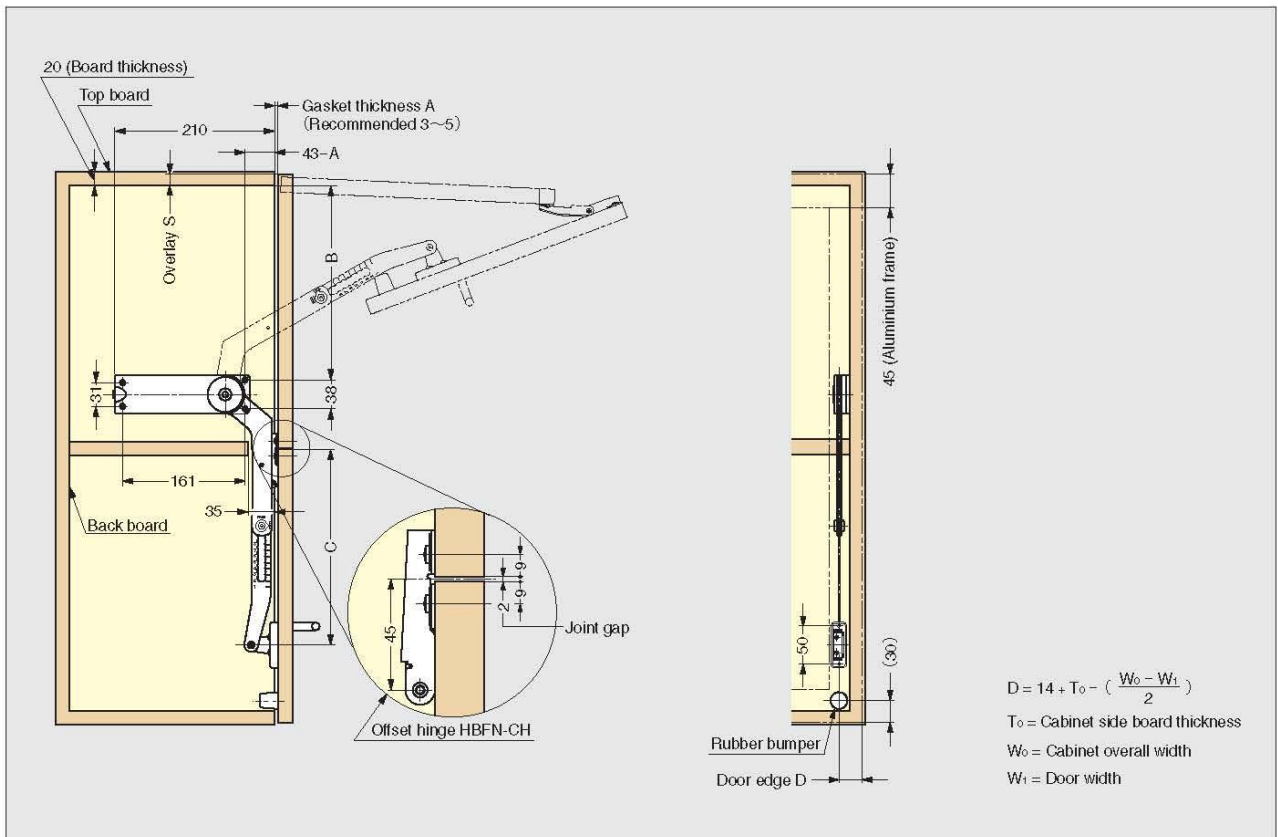 20 (Board thickness)
Top board
210
Gasket thickness A
(Recommended 3～5)
43-A
Overlay S
B
31
38
161
35
Back board
C
9
9
2
45
Joint gap
Offset hinge HBFN-CH
45 (Aluminium frame)
50
(30)
Rubber bumper
Door edge D
D = 14 + T₀ - ( W₀ - W₁
2 )
T₀ = Cabinet side board thickness
W₀ = Cabinet overall width
W₁ = Door width